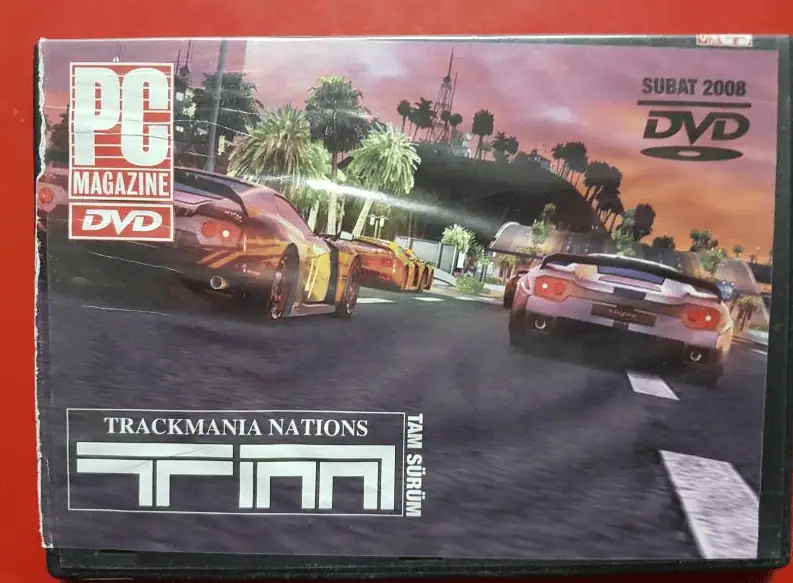 PC
MAGAZINE
DVD
SUBAT 2008
DVD
TRACKMANIA NATIONS
TM
TAM SÜRÜM